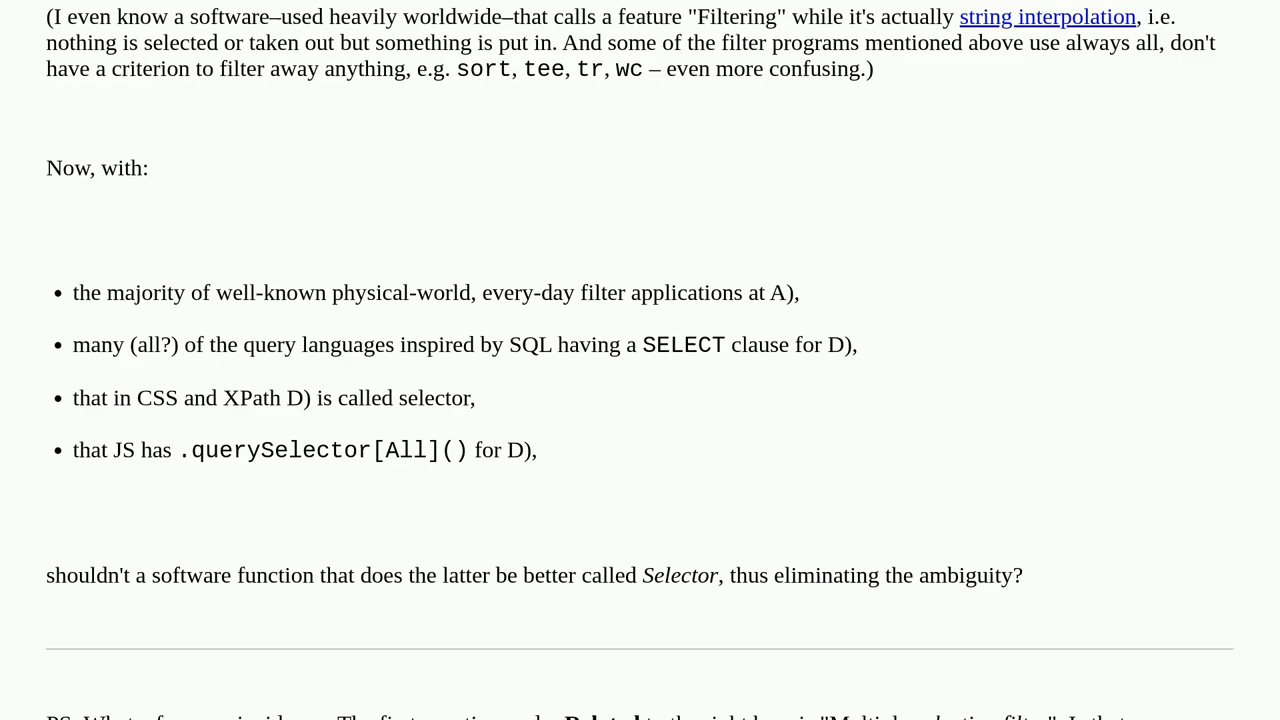 (I even know a software–used heavily worldwide–that calls a feature "Filtering" while it's actually string interpolation, i.e.
nothing is selected or taken out but something is put in. And some of the filter programs mentioned above use always all, don't
have a criterion to filter away anything, e.g. sort, tee, tr, wc – even more confusing.)
Now, with:
• the majority of well-known physical-world, every-day filter applications at A),
• many (all?) of the query languages inspired by SQL having a SELECT clause for D),
• that in CSS and XPath D) is called selector,
• that JS has .querySelector[All]() for D),
shouldn't a software function that does the latter be better called Selector, thus eliminating the ambiguity?